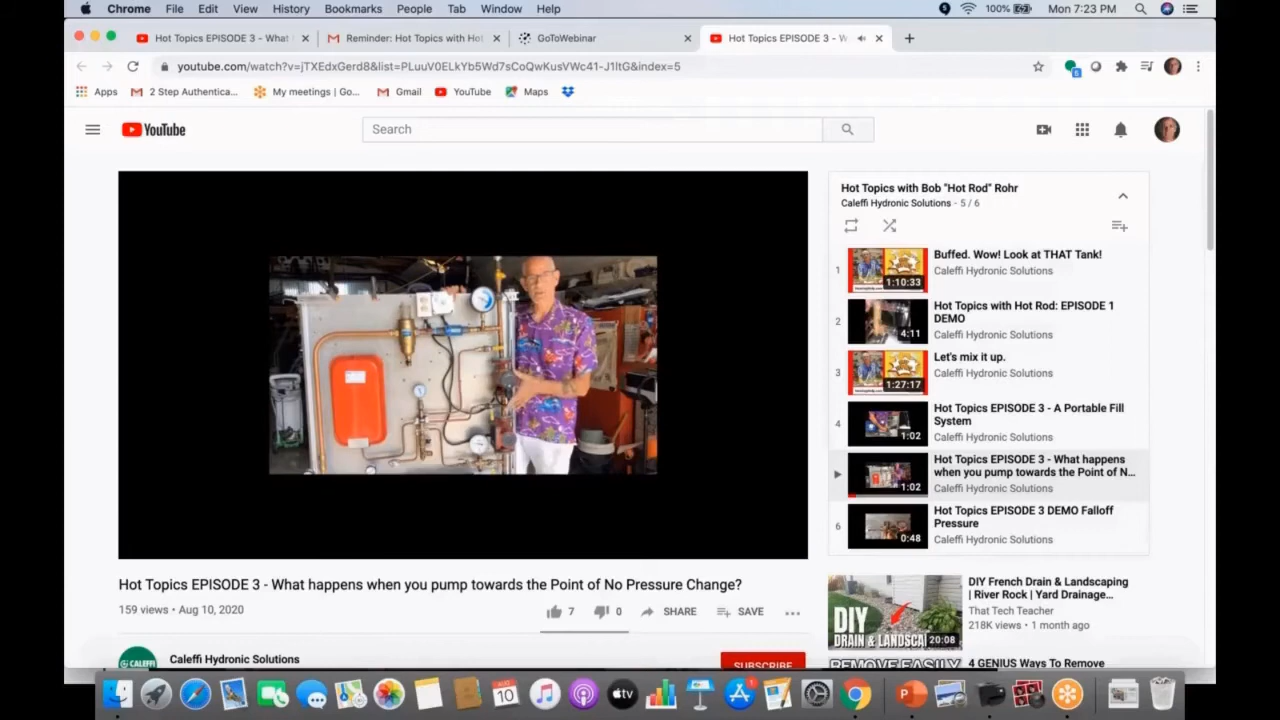 Chrome File Edit View History Bookmarks People Tab Window Help
100% Mon 7:23 PM
Hot Topics EPISODE 3 - What
Reminder: Hot Topics with Hot
GoToWebinar
Hot Topics EPISODE 3 - W
youtube.com/watch?v=jTXEdxGerd8&list=PLuuV0ELkYb5Wd7sCoQwKusVWc41-J1ltG&index=5
Apps 2 Step Authentica... My meetings | Go... Gmail YouTube Maps
YouTube
Search
Hot Topics with Bob "Hot Rod" Rohr
Caleffi Hydronic Solutions - 5 / 6
1
1:10:33
Buffed. Wow! Look at THAT Tank!
Caleffi Hydronic Solutions
2
4:11
Hot Topics with Hot Rod: EPISODE 1
DEMO
Caleffi Hydronic Solutions
3
1:27:17
Let's mix it up.
Caleffi Hydronic Solutions
4
1:02
Hot Topics EPISODE 3 - A Portable Fill
System
Caleffi Hydronic Solutions
1:02
Hot Topics EPISODE 3 - What happens
when you pump towards the Point of N...
Caleffi Hydronic Solutions
6
0:48
Hot Topics EPISODE 3 DEMO Falloff
Pressure
Caleffi Hydronic Solutions
Hot Topics EPISODE 3 - What happens when you pump towards the Point of No Pressure Change?
159 views • Aug 10, 2020
7 0 SHARE SAVE
CALEFFI
Caleffi Hydronic Solutions
SUBSCRIBE
DIY
DRAIN & LANDSCA
20:08
DIY French Drain & Landscaping
| River Rock | Yard Drainage...
That Tech Teacher
218K views • 1 month ago
REMOVE EASILY
4 GENIUS Ways To Remove
AUG
10
tv
1